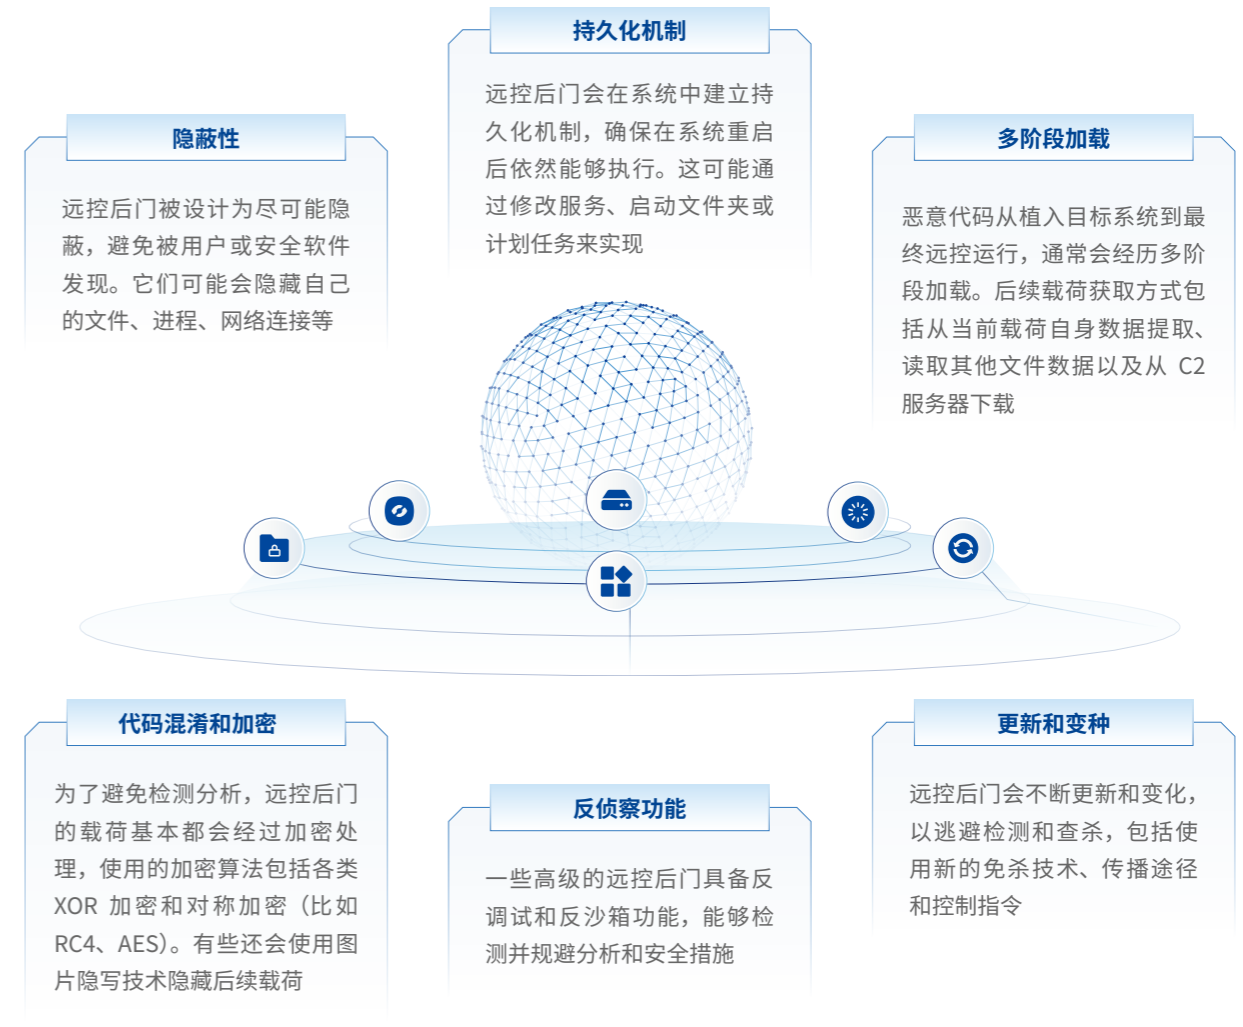 持久化机制
远控后门会在系统中建立持
久化机制，确保在系统重启
后依然能够执行。这可能通
过修改服务、启动文件夹或
计划任务来实现
隐蔽性
远控后门被设计为尽可能隐
蔽，避免被用户或安全软件
发现。它们可能会隐藏自己
的文件、进程、网络连接等
多阶段加载
恶意代码从植入目标系统到最
终远控运行，通常会经历多阶
段加载。后续载荷获取方式包
括从当前载荷自身数据提取、
读取其他文件数据以及从 C2
服务器下载
代码混淆和加密
为了避免检测分析，远控后门
的载荷基本都会经过加密处
理，使用的加密算法包括各类
XOR 加密和对称加密（比如
RC4、AES）。有些还会使用图
片隐写技术隐藏后续载荷
反侦察功能
一些高级的远控后门具备反
调试和反沙箱功能，能够检
测并规避分析和安全措施
更新和变种
远控后门会不断更新和变化，
以逃避检测和查杀，包括使
用新的免杀技术、传播途径
和控制指令